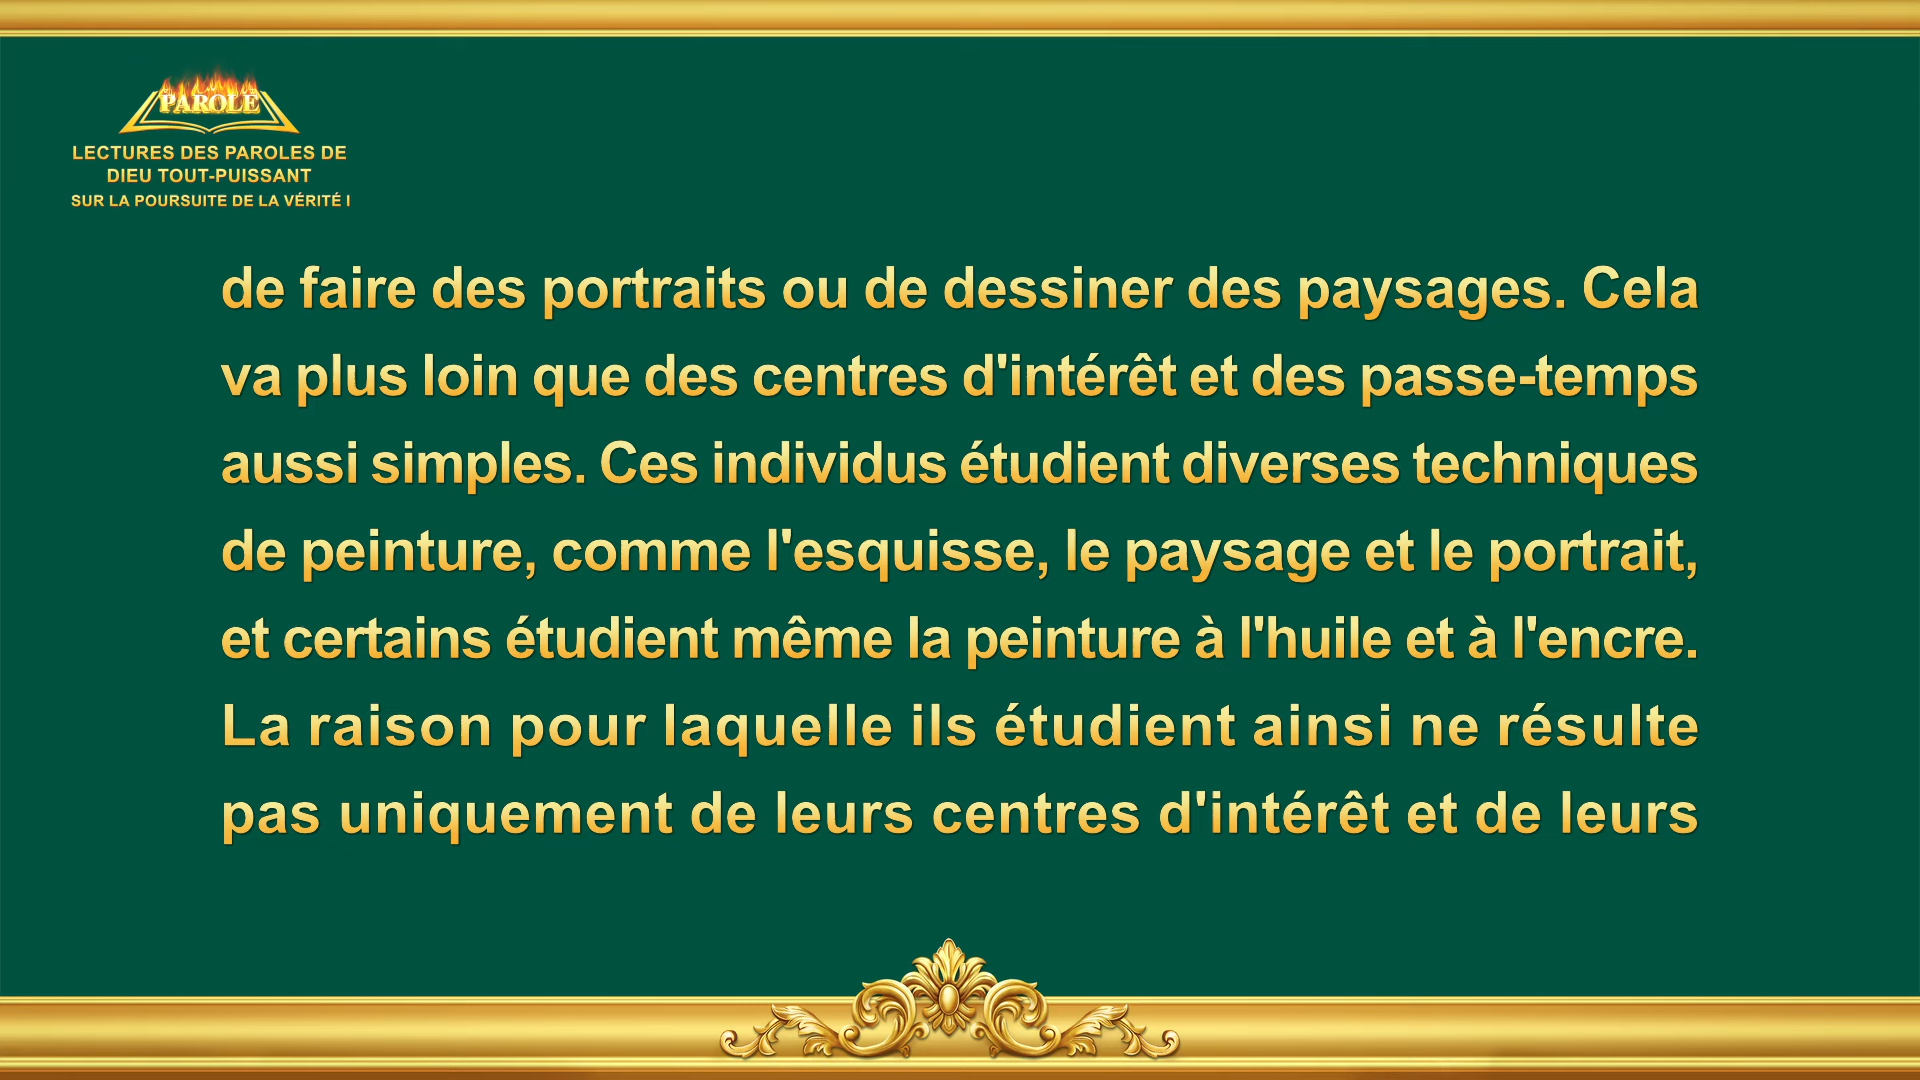 PAROLE
LECTURES DES PAROLES DE
DIEU TOUT-PUISSANT
SUR LA POURSUITE DE LA VÉRITÉ I
de faire des portraits ou de dessiner des paysages. Cela
va plus loin que des centres d'intérêt et des passe-temps
aussi simples. Ces individus étudient diverses techniques
de peinture, comme l'esquisse, le paysage et le portrait,
et certains étudient même la peinture à l'huile et à l'encre.
La raison pour laquelle ils étudient ainsi ne résulte
pas uniquement de leurs centres d'intérêt et de leurs